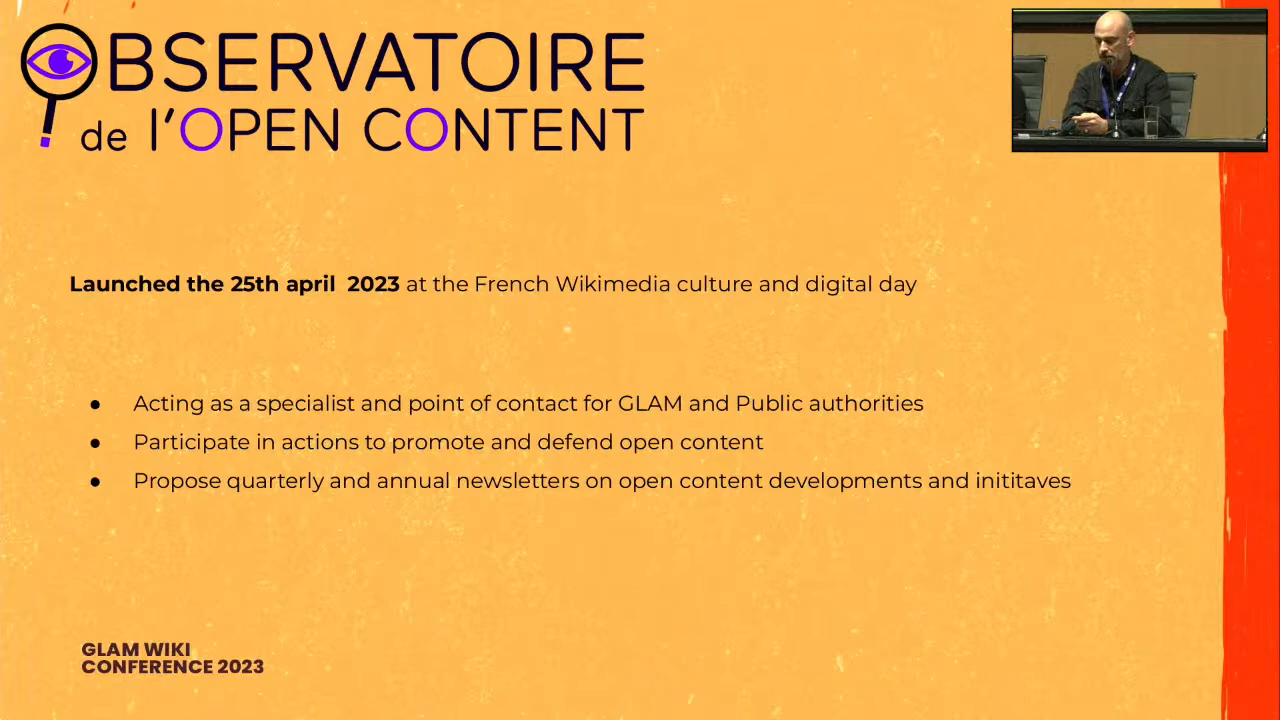 OBSERVATOIRE
de l'OPEN CONTENT
Launched the 25th april 2023 at the French Wikimedia culture and digital day
● Acting as a specialist and point of contact for GLAM and Public authorities
● Participate in actions to promote and defend open content
● Propose quarterly and annual newsletters on open content developments and inititaves
GLAM WIKI
CONFERENCE 2023